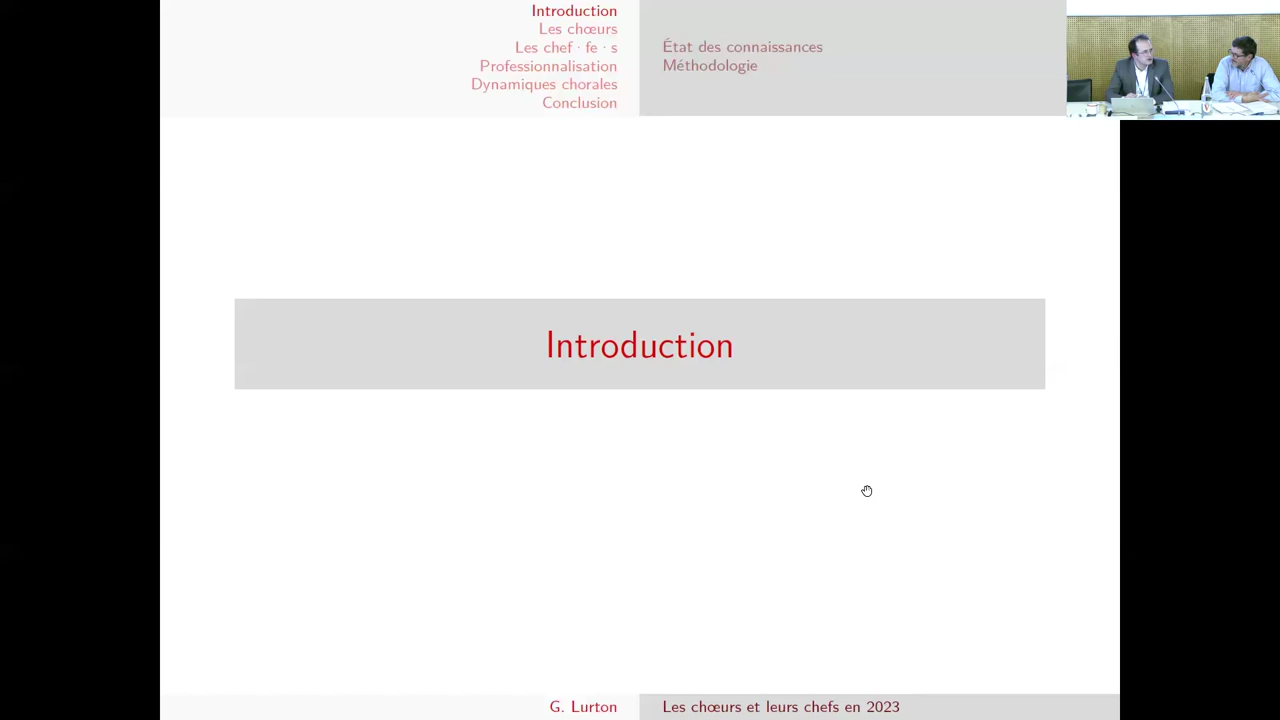 Introduction
Les chœurs
Les chef · fe · s
Professionnalisation
Dynamiques chorales
Conclusion
État des connaissances
Méthodologie
Introduction
G. Lurton
Les chœurs et leurs chefs en 2023